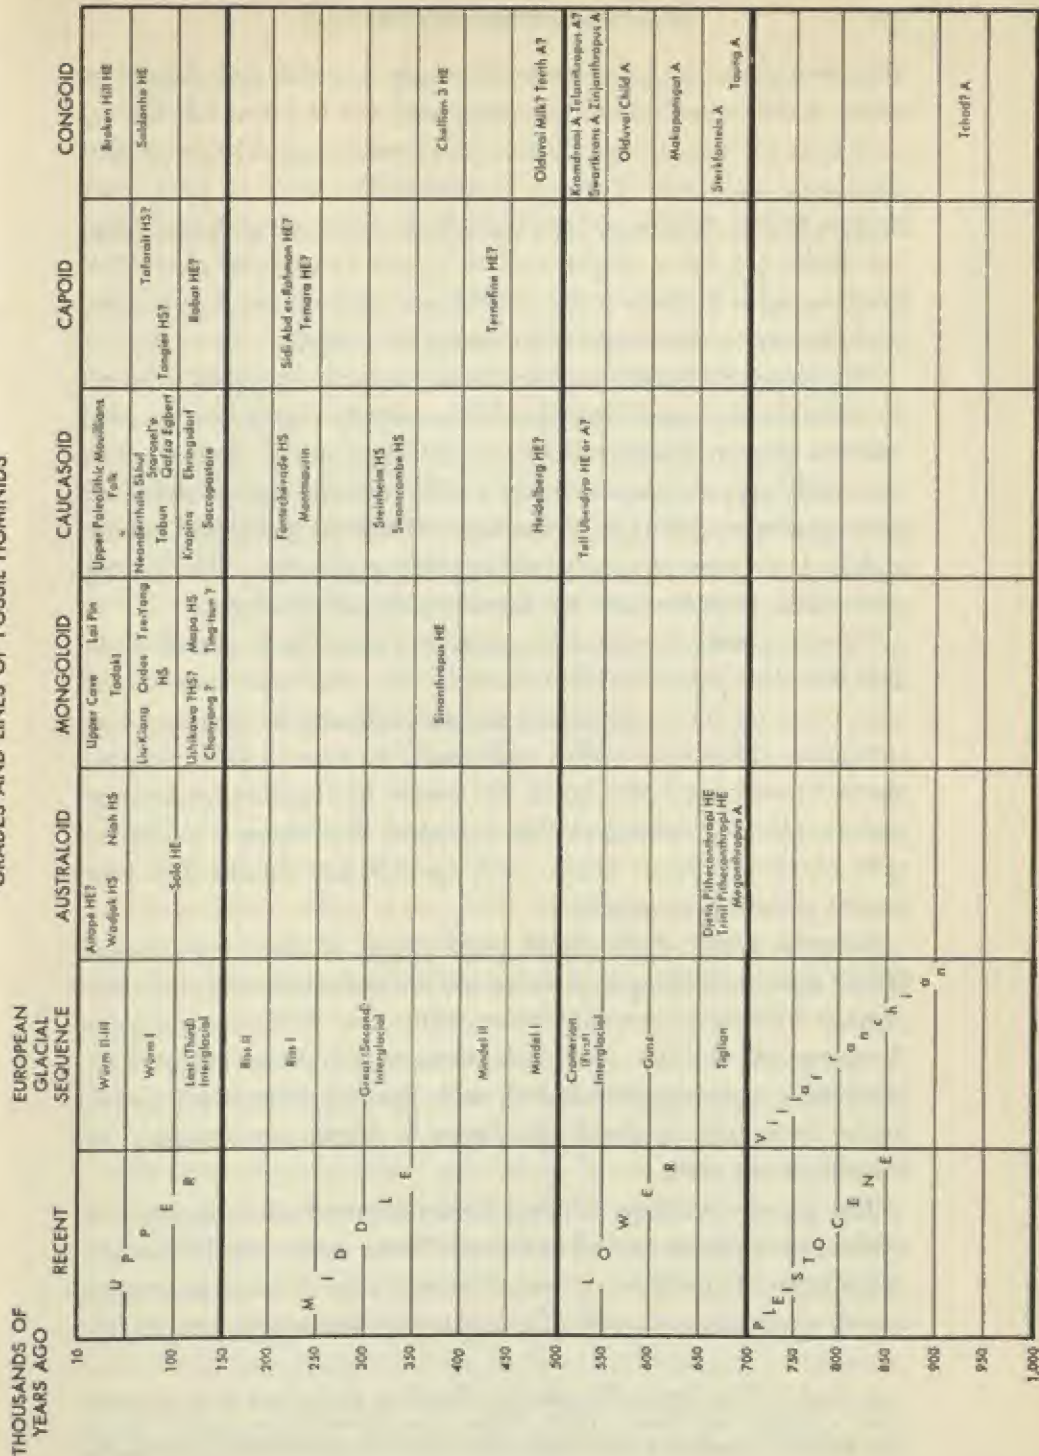 GRADES AND LINES OF FOSSIL HOMINIDS
THOUSANDS OF
YEARS AGO
RECENT
EUROPEAN
GLACIAL
SEQUENCE
AUSTRALOID
MONGOLOID
CAUCASOID
CAPOID
CONGOID
10
100
150
200
250
300
350
400
450
500
550
600
650
700
750
800
850
900
950
1,000
UPPER
MIDDLE
LOWER
PLEISTOCENE
Villafranchian
Würm II-III
Würm I
Last (Third)
Interglacial
Riss II
Riss I
Great (Second)
Interglacial
Mindel II
Mindel I
Cromerian
(First)
Interglacial
Gunz
Tiglian
Aitape HE?
Wadjak HS Niah HS
Solo HE
Djetis Pithecanthropi HE
Trinil Pithecanthropi HE
Meganthropus A
Upper Cave Lai Pin
Tadaki
Liu-Kiang Ordos Tze-Yang
HS
Ushikawa ?HS? Mapa HS
Chanyang ? Ting-tsun ?
Sinanthropus HE
Upper Paleolithic Mouillians
Folk
Neanderthals Skhul
Starosel'e
Tabun Qafza Egbert
Krapina Ehringsdorf
Saccopastore
Fontéchevade HS
Montmaurin
Steinheim HS
Swanscombe HS
Heidelberg HE?
Tell Ubeidiya HE or A?
Taforalt HS?
Tangier HS?
Rabat HE?
Sidi Abd er-Rahman HE?
Temara HE?
Ternefine HE?
Broken Hill HE
Saldanha HE
Chellian 3 HE
Olduvai Milk? Teeth A?
Kromdraai A Telanthropus A?
Swartkrans A Zinjanthropus A
Olduvai Child A
Makapansgat A
Sterkfontein A
Taung A
Tchad? A